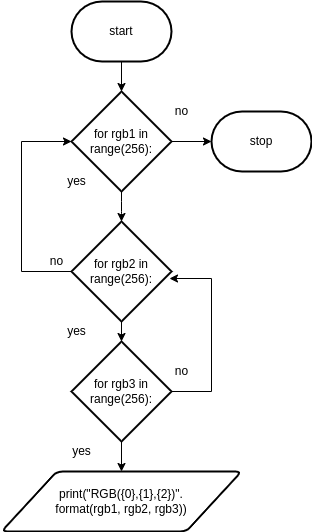 start
no
for rgb1 in
range(256):
stop
yes
for rgb2 in
range(256):
no
yes
for rgb3 in
range(256):
no
yes
print("RGB({0},{1},{2})".
format(rgb1, rgb2, rgb3))